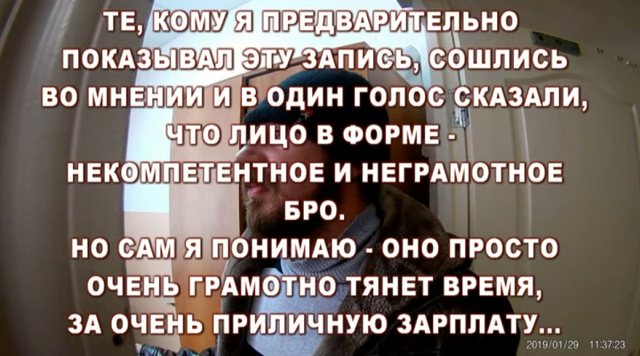 ТЕ, КОМУ Я ПРЕДВАРИТЕЛЬНО
ПОКАЗЫВАЛ ЭТУ ЗАПИСЬ, СОШЛИСЬ
ВО МНЕНИИ И В ОДИН ГОЛОС СКАЗАЛИ,
ЧТО ЛИЦО В ФОРМЕ -
НЕКОМПЕТЕНТНОЕ И НЕГРАМОТНОЕ
БРО.
НО САМ Я ПОНИМАЮ - ОНО ПРОСТО
ОЧЕНЬ ГРАМОТНО ТЯНЕТ ВРЕМЯ,
ЗА ОЧЕНЬ ПРИЛИЧНУЮ ЗАРПЛАТУ...
2019/01/29 11:37:23